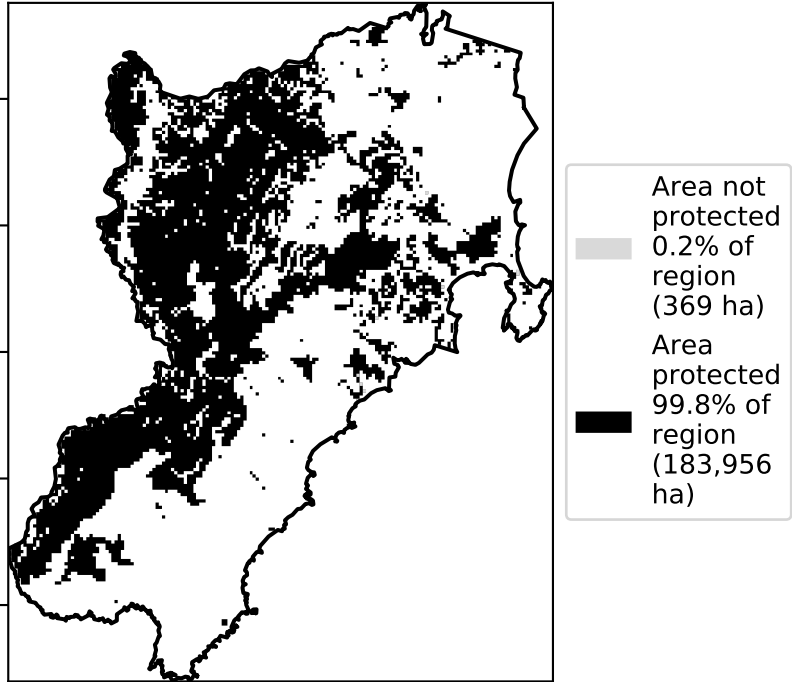 Area not
protected
0.2% of
region
(369 ha)
Area
protected
99.8% of
region
(183,956
ha)